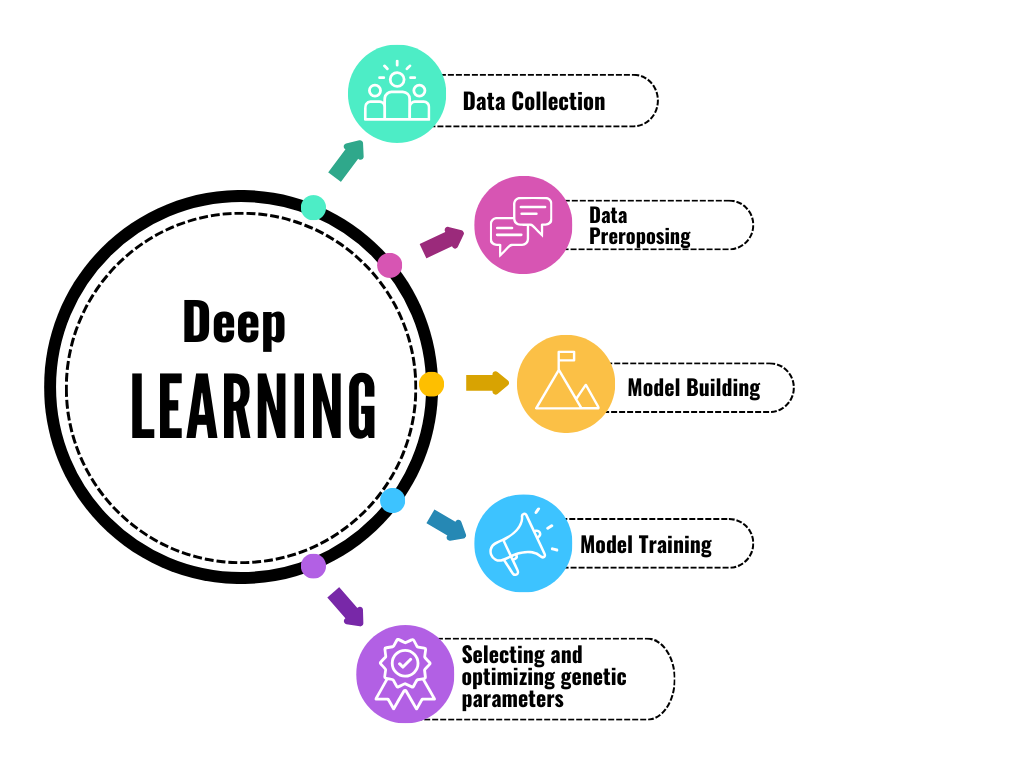 Deep
LEARNING
Data Collection
Data
Preroposing
Model Building
Model Training
Selecting and
optimizing genetic
parameters